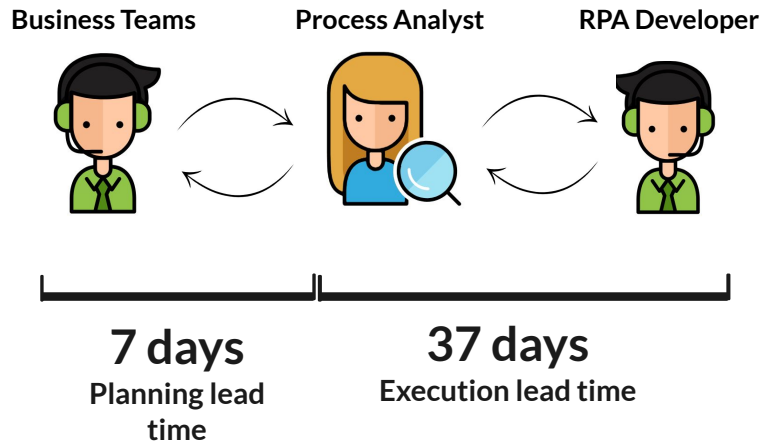 Business Teams
Process Analyst
RPA Developer
7 days
Planning lead
time
37 days
Execution lead time